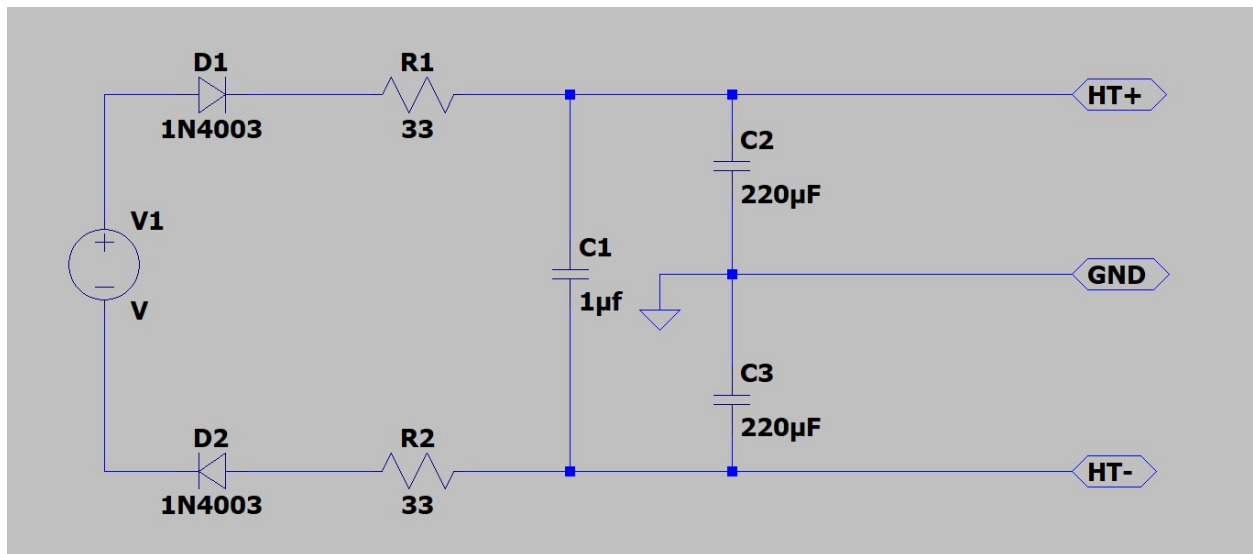 D1
1N4003
R1
33
HT+
C2
220µF
V1
V
C1
1µf
GND
C3
220µF
D2
1N4003
R2
33
HT-